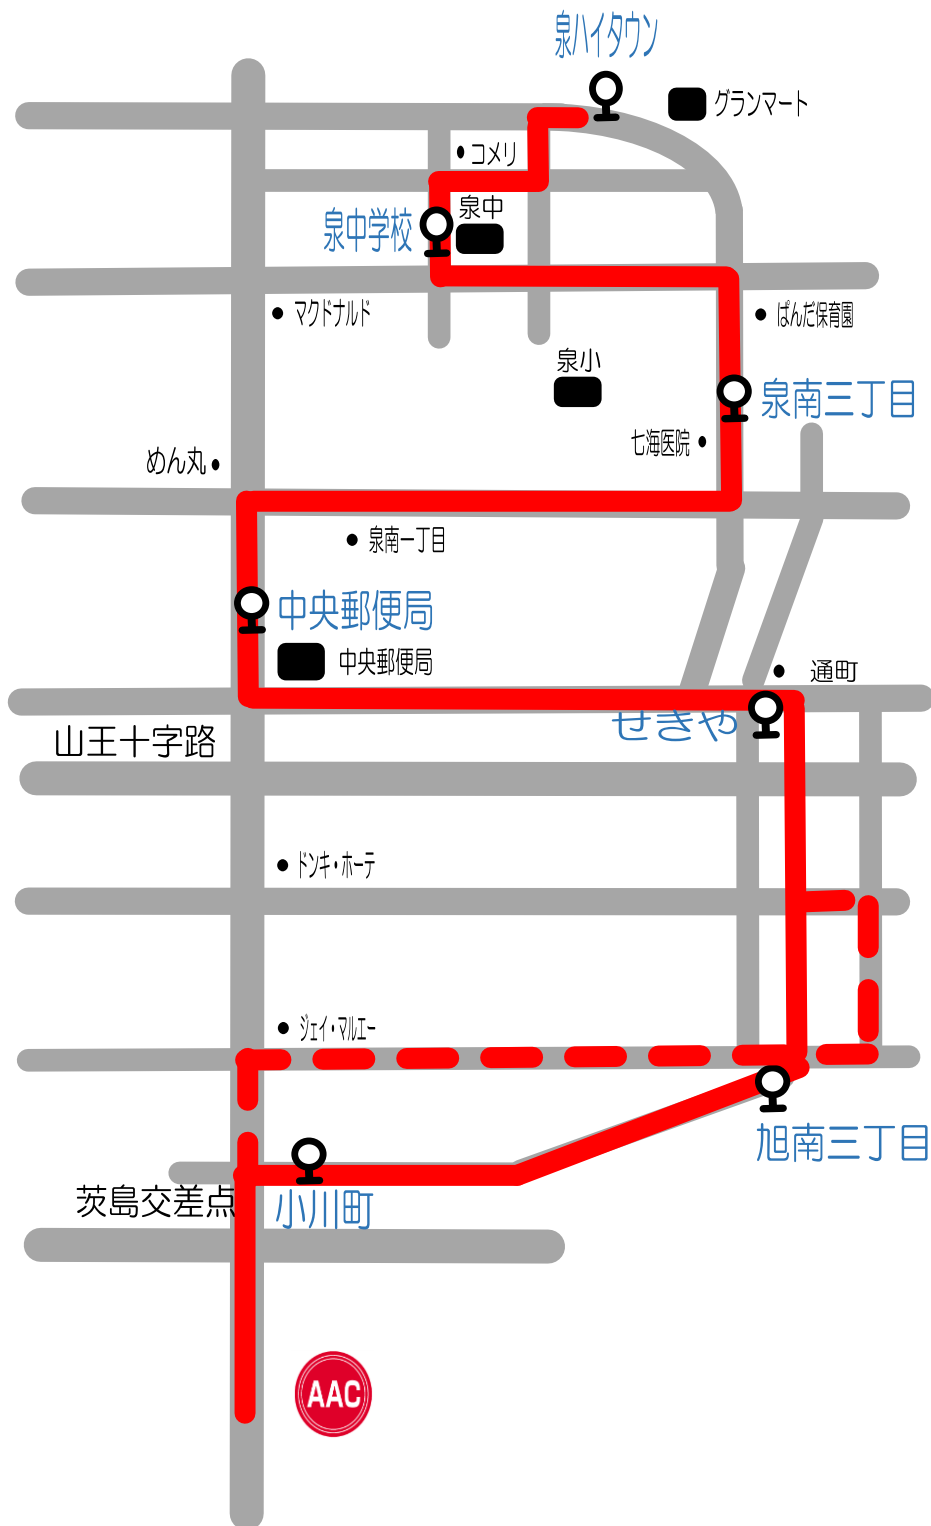 泉ハイタウン
グランマート
コメリ
泉中
泉中学校
マクドナルド
ぱんだ保育園
泉小
泉南三丁目
七海医院
めん丸
泉南一丁目
中央郵便局
中央郵便局
通町
せきや
山王十字路
ドンキ・ホーテ
ジェイ・マルエー
旭南三丁目
茨島交差点
小川町
AAC